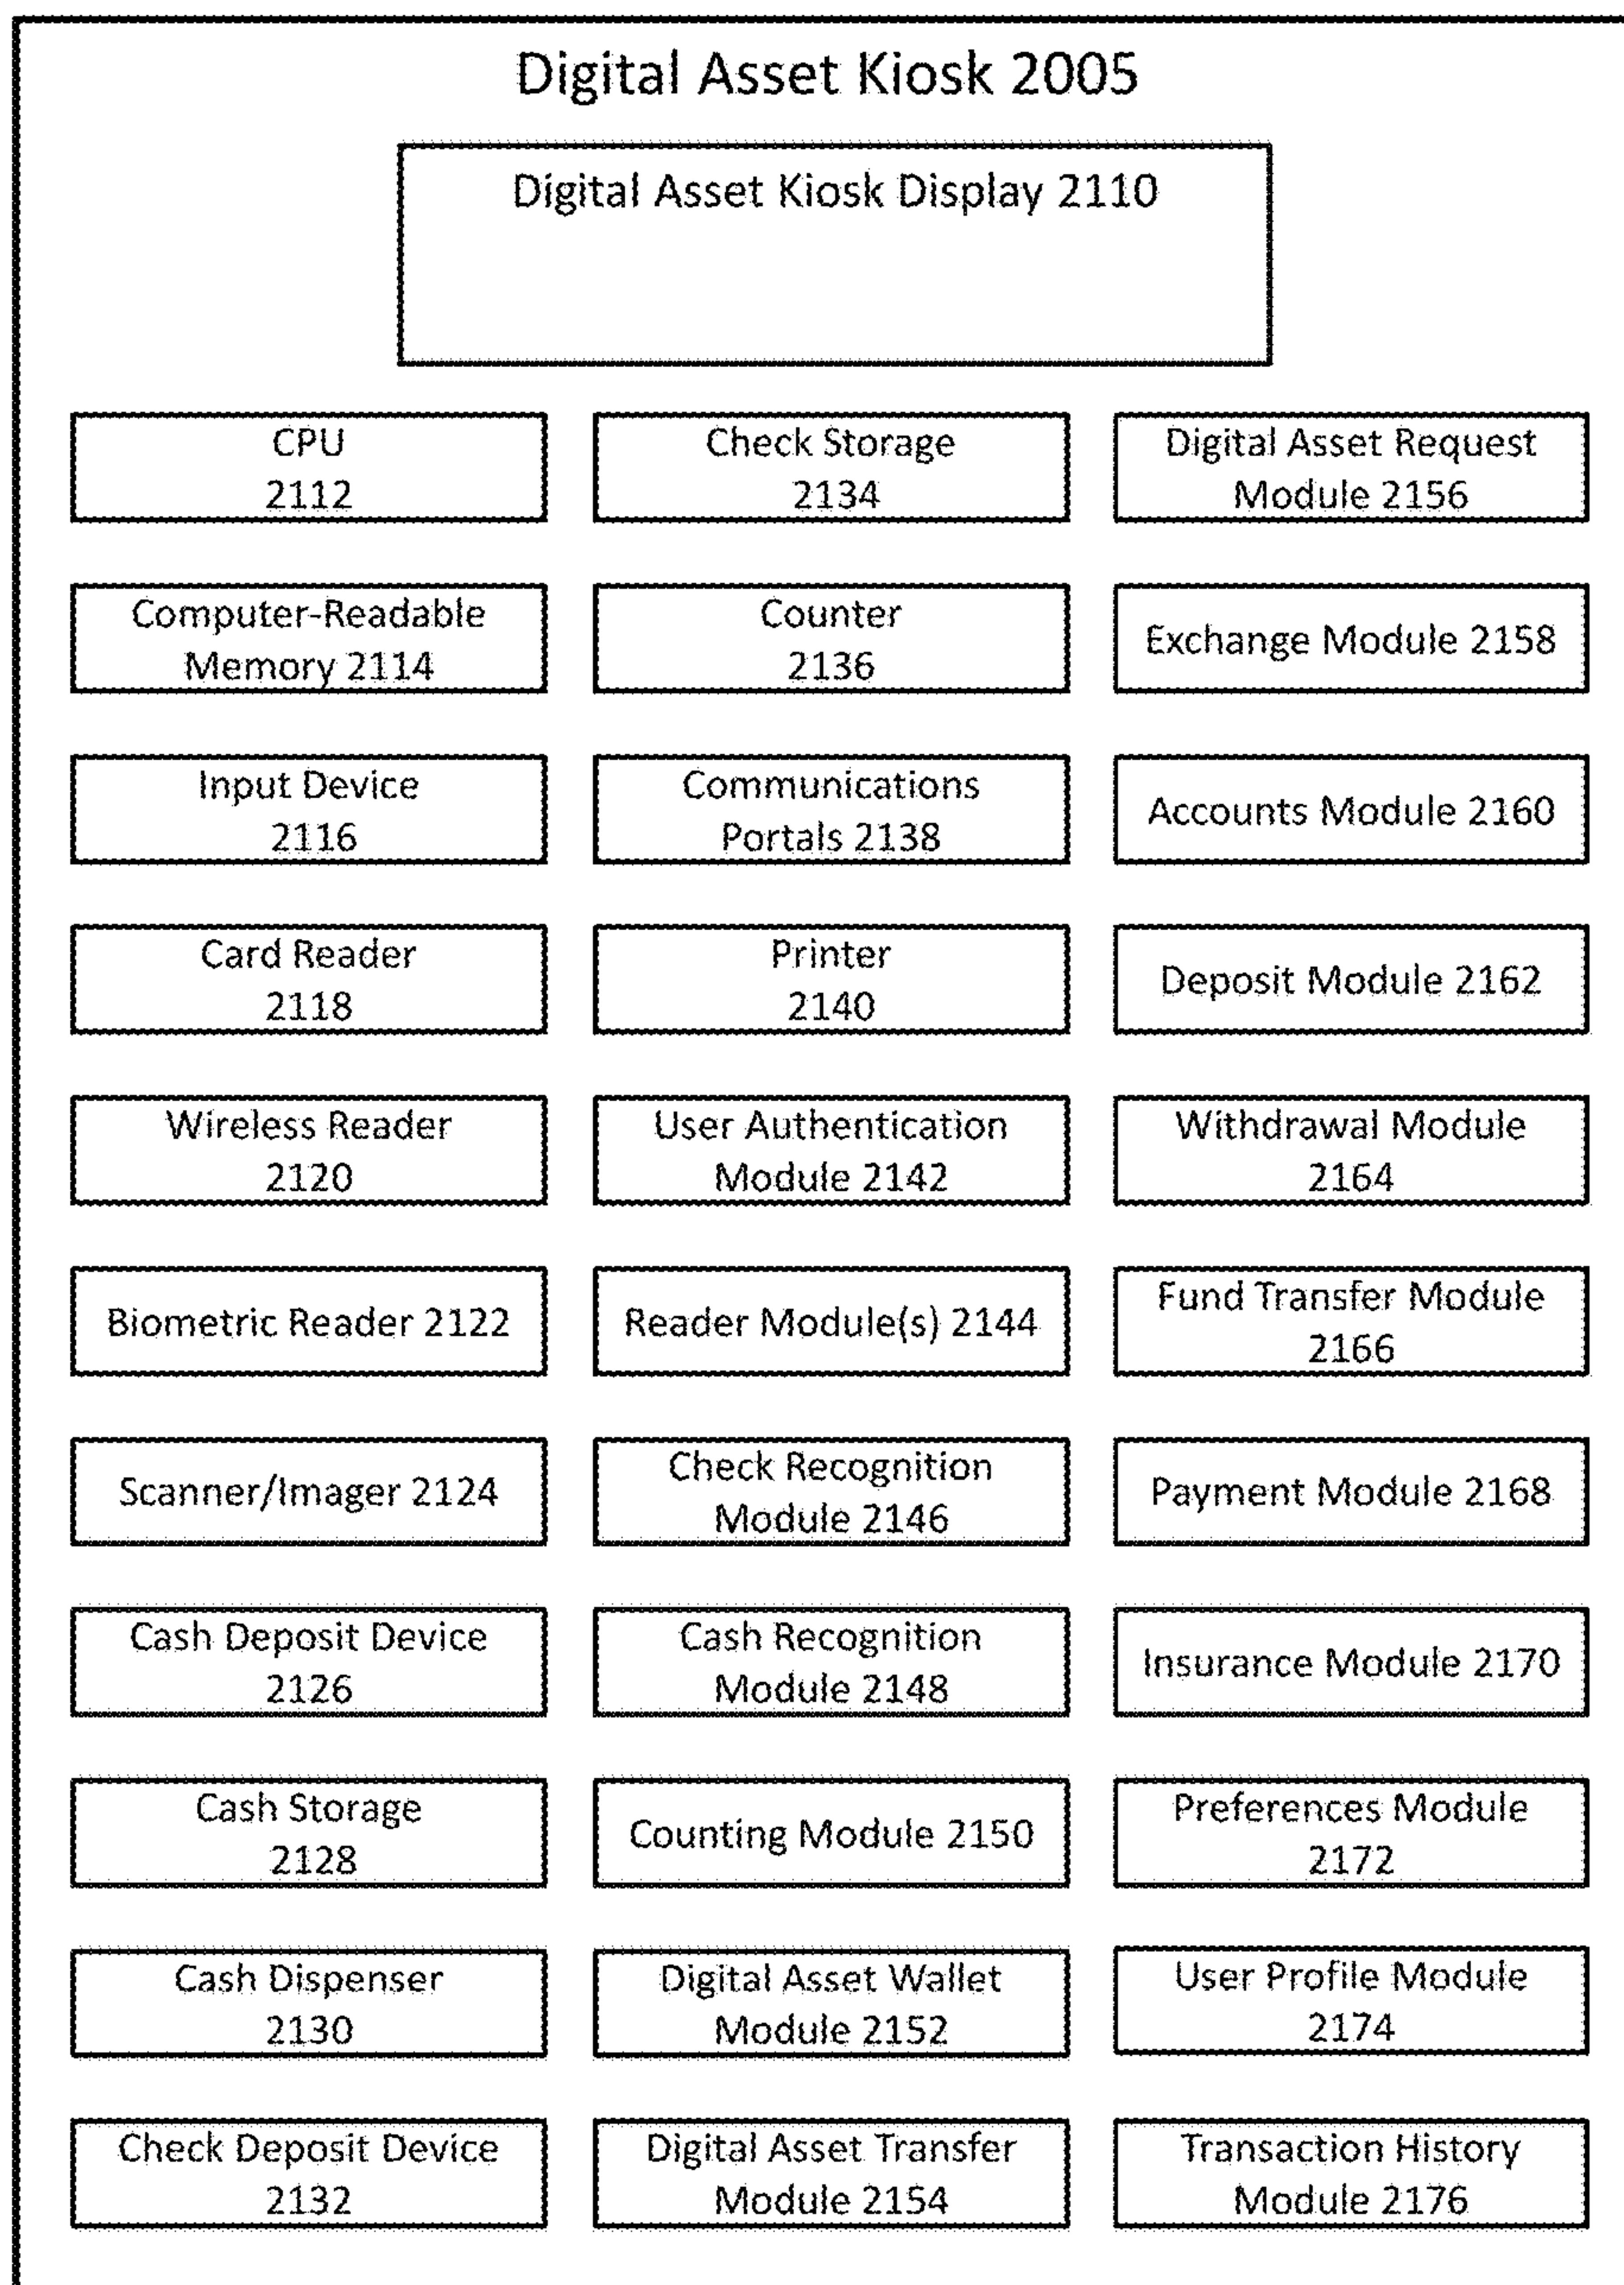 Digital Asset Kiosk 2005
Digital Asset Kiosk Display 2110
CPU
2112
Computer-Readable
Memory 2114
Input Device
2116
Card Reader
2118
Wireless Reader
2120
Biometric Reader 2122
Scanner/Imager 2124
Cash Deposit Device
2126
Cash Storage
2128
Cash Dispenser
2130
Check Deposit Device
2132
Check Storage
2134
Counter
2136
Communications
Portals 2138
Printer
2140
User Authentication
Module 2142
Reader Module(s) 2144
Check Recognition
Module 2146
Cash Recognition
Module 2148
Counting Module 2150
Digital Asset Wallet
Module 2152
Digital Asset Transfer
Module 2154
Digital Asset Request
Module 2156
Exchange Module 2158
Accounts Module 2160
Deposit Module 2162
Withdrawal Module
2164
Fund Transfer Module
2166
Payment Module 2168
Insurance Module 2170
Preferences Module
2172
User Profile Module
2174
Transaction History
Module 2176